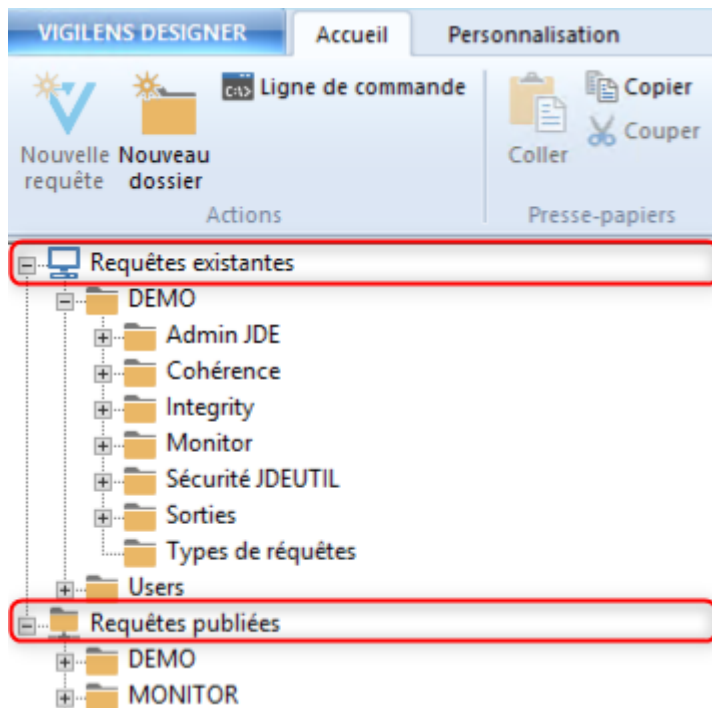 VIGILENS DESIGNER Accueil Personnalisation
Ligne de commande
Copier
Couper
Nouvelle requête
Nouveau dossier
Coller
Actions
Presse-papiers
Requêtes existantes
DEMO
Admin JDE
Cohérence
Integrity
Monitor
Sécurité JDEUTIL
Sorties
Types de réquêtes
Users
Requêtes publiées
DEMO
MONITOR